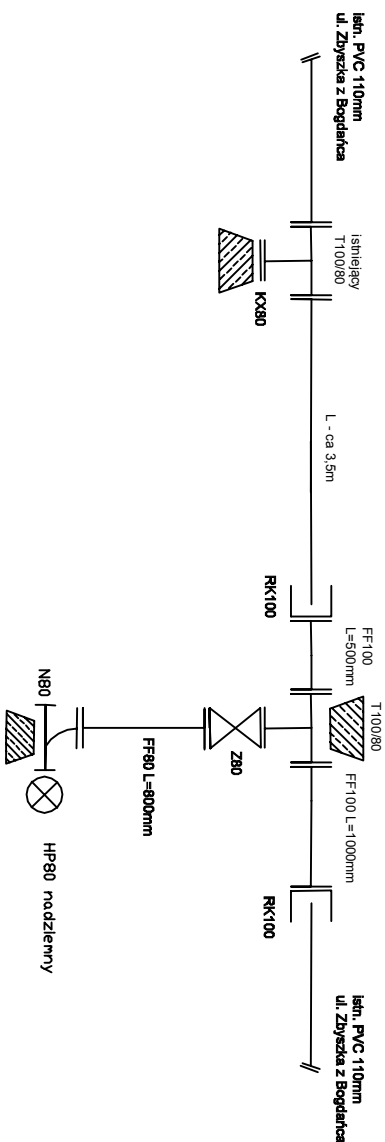 istn. PVC 110mm
ul. Zbyszka z Bogdańca
istniejący
T100/80
KX80
L - ca 3,5m
RK100
FF100
L=500mm
T100/80
FF100 L=1000mm
Z80
FF80 L=800mm
N80
HP80 nadziemny
RK100
istn. PVC 110mm
ul. Zbyszka z Bogdańca